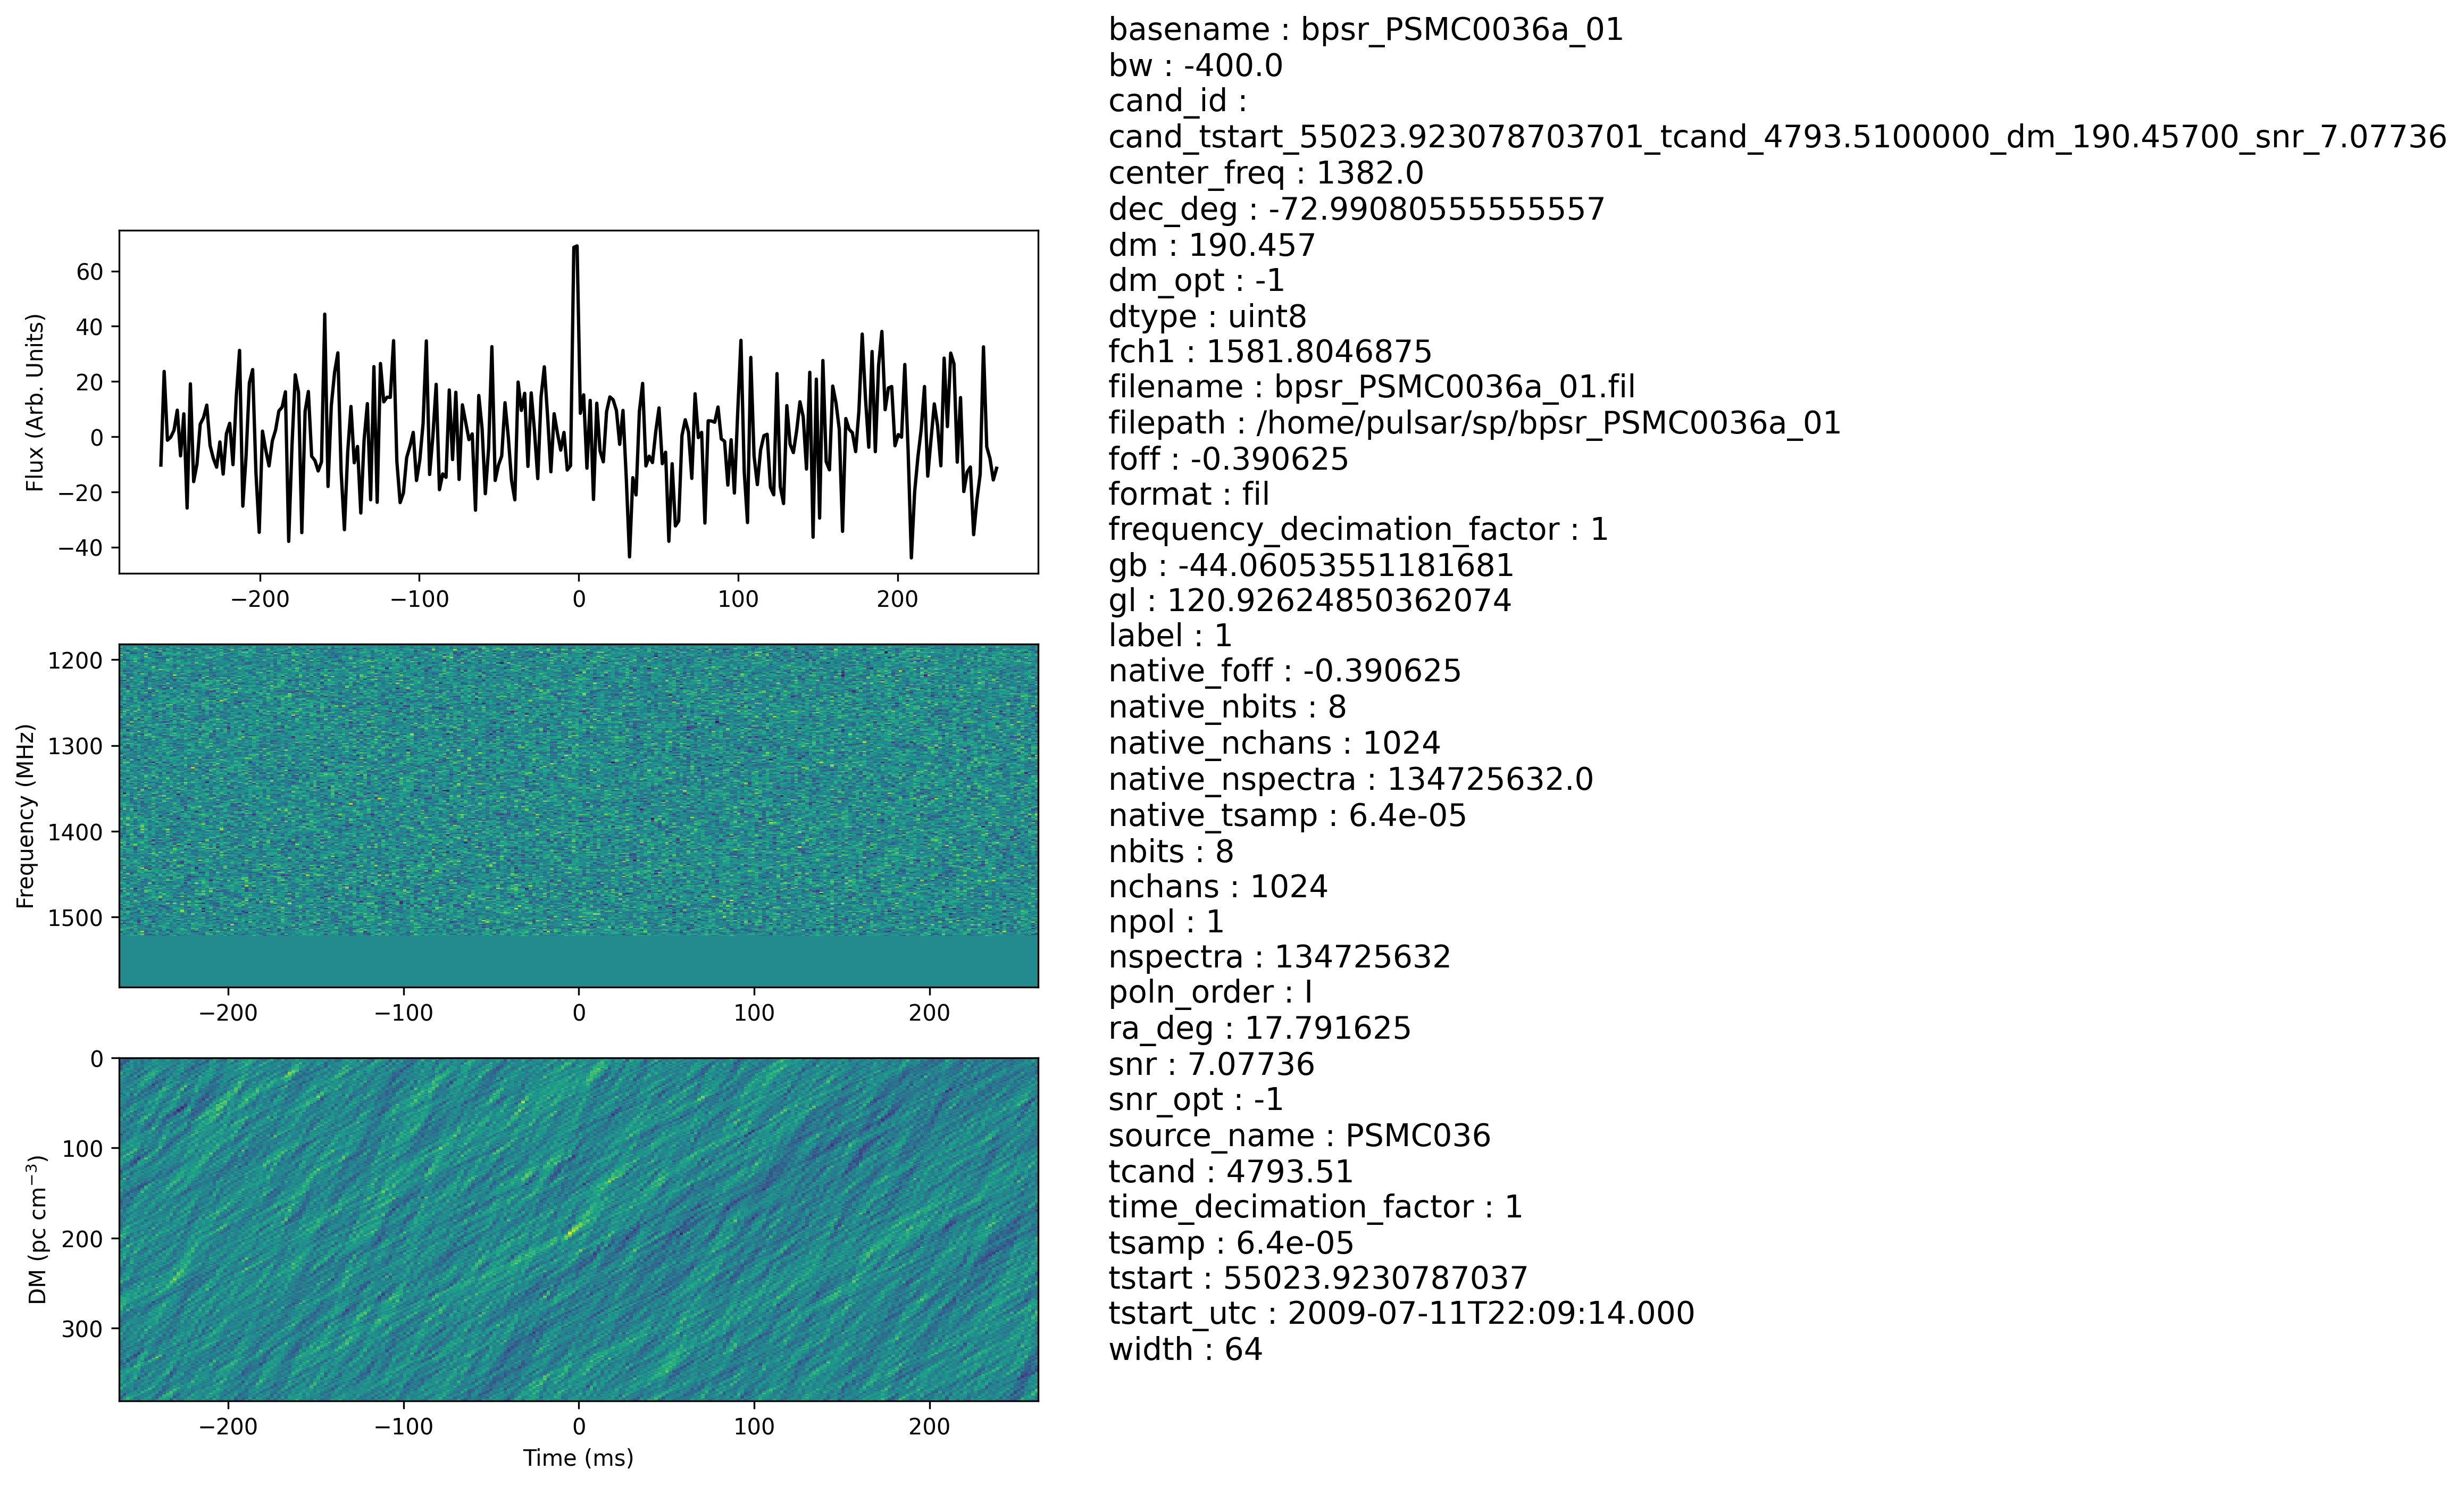 basename : bpsr_PSMC0036a_01
bw : -400.0
cand_id :
cand_tstart_55023.923078703701_tcand_4793.5100000_dm_190.45700_snr_7.07736
center_freq : 1382.0
dec_deg : -72.99080555555557
dm : 190.457
dm_opt : -1
dtype : uint8
fch1 : 1581.8046875
filename : bpsr_PSMC0036a_01.fil
filepath : /home/pulsar/sp/bpsr_PSMC0036a_01
foff : -0.390625
format : fil
frequency_decimation_factor : 1
gb : -44.06053551181681
gl : 120.92624850362074
label : 1
native_foff : -0.390625
native_nbits : 8
native_nchans : 1024
native_nspectra : 134725632.0
native_tsamp : 6.4e-05
nbits : 8
nchans : 1024
npol : 1
nspectra : 134725632
poln_order : I
ra_deg : 17.791625
snr : 7.07736
snr_opt : -1
source_name : PSMC036
tcand : 4793.51
time_decimation_factor : 1
tsamp : 6.4e-05
tstart : 55023.9230787037
tstart_utc : 2009-07-11T22:09:14.000
width : 64
Flux (Arb. Units)
60
40
20
0
−20
−40
−200 −100 0 100 200
Frequency (MHz)
1200
1300
1400
1500
−200 −100 0 100 200
DM (pc cm⁻³)
0
100
200
300
−200 −100 0 100 200
Time (ms)